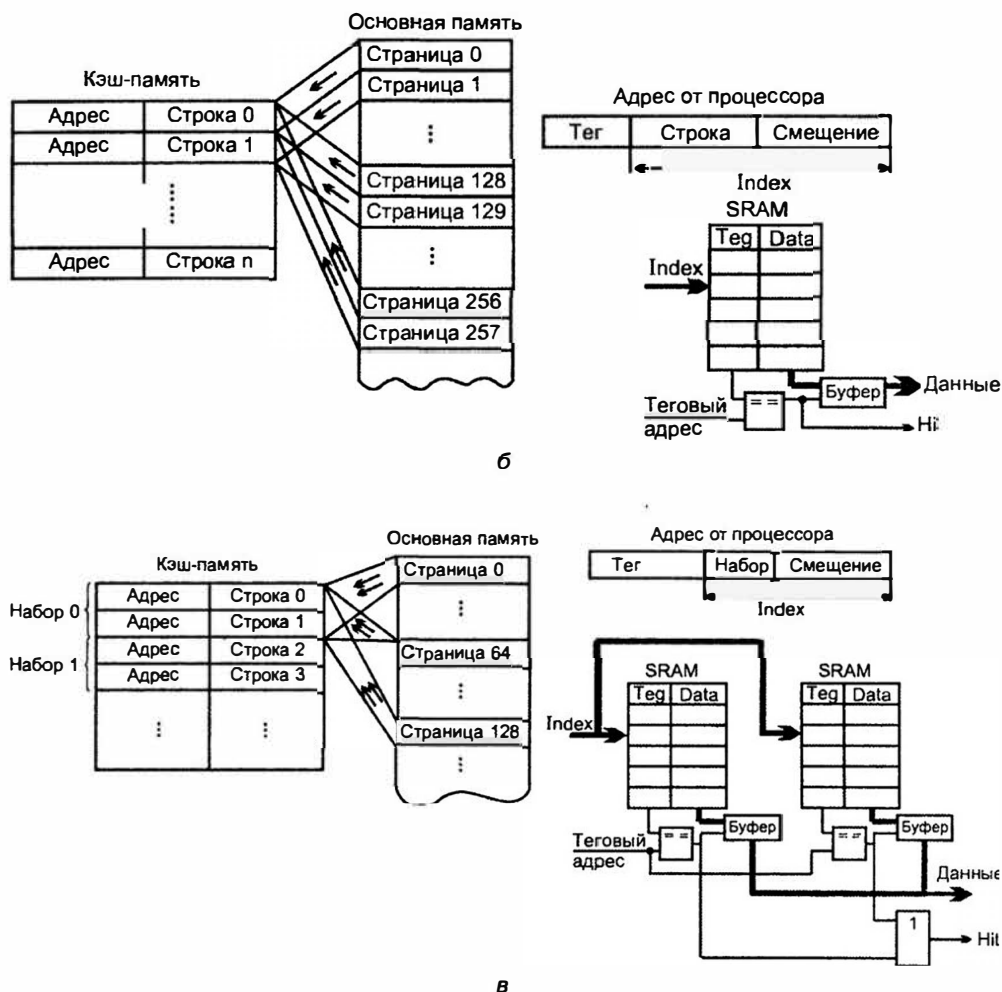 Основная память
Страница 0
Страница 1
⋮
Страница 128
Страница 129
⋮
Страница 256
Страница 257
Кэш-память
Адрес Строка 0
Адрес Строка 1
⋮
Адрес Строка n
Адрес от процессора
Тег Строка Смещение
Index
SRAM
Teg Data
Index
Буфер
Данные
Теговый
адрес
==
Hi
б
Основная память
Страница 0
⋮
Страница 64
⋮
Страница 128
⋮
Кэш-память
Набор 0
Адрес Строка 0
Адрес Строка 1
Набор 1
Адрес Строка 2
Адрес Строка 3
⋮ ⋮
Адрес от процессора
Тег Набор Смещение
Index
SRAM SRAM
Teg Data Teg Data
Index
Буфер Буфер
Теговый
адрес
== ==
Данные
1
Hit
в